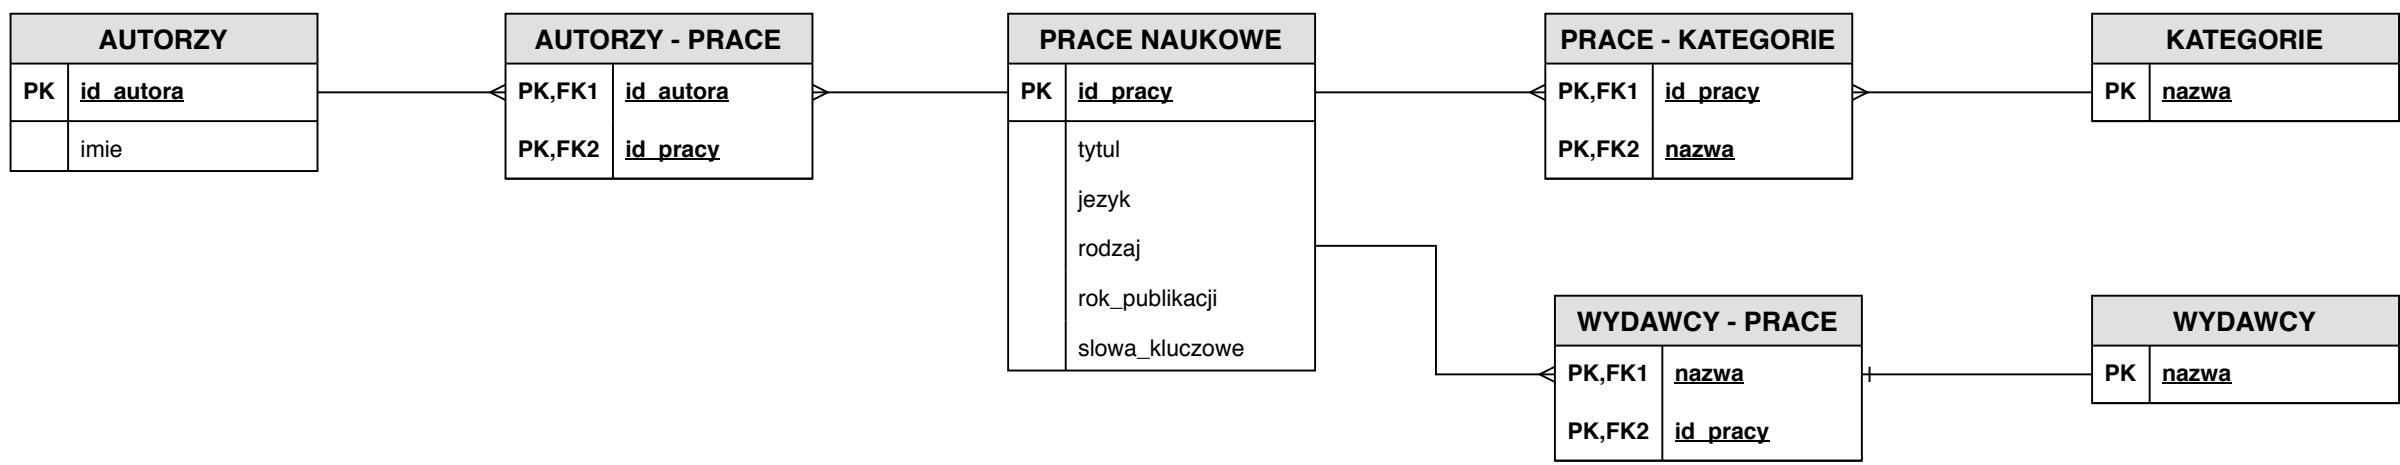 AUTORZY
PK id_autora
imie
AUTORZY - PRACE
PK,FK1 id_autora
PK,FK2 id_pracy
PRACE NAUKOWE
PK id_pracy
tytul
jezyk
rodzaj
rok_publikacji
slowa_kluczowe
PRACE - KATEGORIE
PK,FK1 id_pracy
PK,FK2 nazwa
KATEGORIE
PK nazwa
WYDAWCY - PRACE
PK,FK1 nazwa
PK,FK2 id_pracy
WYDAWCY
PK nazwa